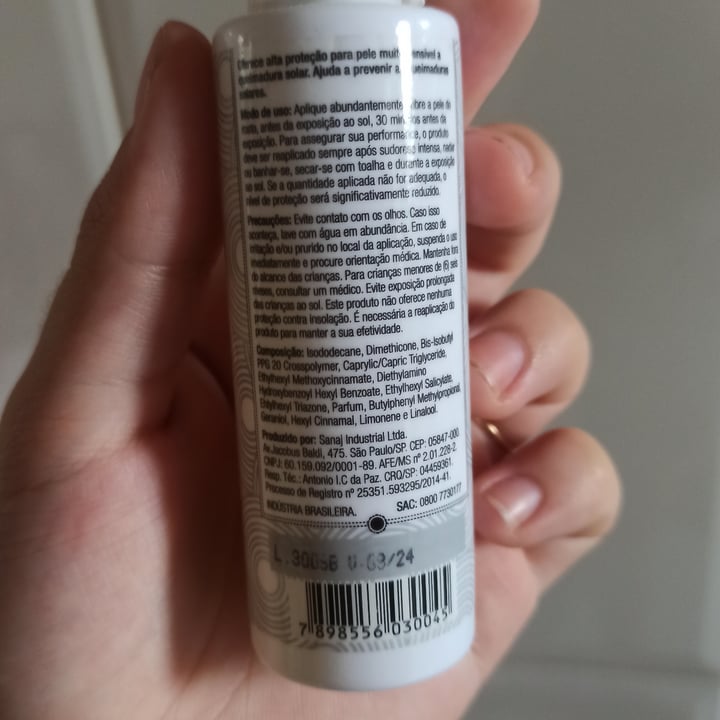 Oferece alta proteção para pele muito sensível à
queimadura solar. Ajuda a prevenir as queimaduras
solares.
Modo de uso: Aplique abundantemente sobre a pele do
rosto, antes da exposição ao sol, 30 minutos antes da
exposição. Para assegurar sua performance, o produto
deve ser reaplicado sempre após sudorese intensa, nadar
ou banhar-se, secar-se com toalha e durante a exposição
ao sol. Se a quantidade aplicada não for adequada, o
nível de proteção será significativamente reduzido.
Precauções: Evite contato com os olhos. Caso isso
aconteça, lave com água em abundância. Em caso de
irritação e/ou prurido no local da aplicação, suspenda o uso
imediatamente e procure orientação médica. Mantenha fora
do alcance das crianças. Para crianças menores de (6) seis
meses, consultar um médico. Evite exposição prolongada
das crianças ao sol. Este produto não oferece nenhuma
proteção contra insolação. É necessária a reaplicação do
produto para manter a sua efetividade.
Composição: Isododecane, Dimethicone, Bis-Isobutyl
PPG 20 Crosspolymer, Caprylic/Capric Triglyceride,
Ethylhexyl Methoxycinnamate, Diethylamino
Hydroxybenzoyl Hexyl Benzoate, Ethylhexyl Salicylate,
Ehtylhexyl Triazone, Parfum, Butylphenyl Methylpropional,
Geraniol, Hexyl Cinnamal, Limonene e Linalool.
Produzido por: Sanaj Industrial Ltda.
Av.Jacobus Baldi, 475. São Paulo/SP. CEP: 05847-000
CNPJ: 60.159.092/0001-89. AFE/MS nº 2.01.228-2.
Resp. Téc.: Antonio I.C da Paz. CRQ/SP: 04459361.
Processo de Registro nº 25351.593295/2014-41.
INDÚSTRIA BRASILEIRA. SAC: 0800 7730177
L. V.03/24
7 898556 030045